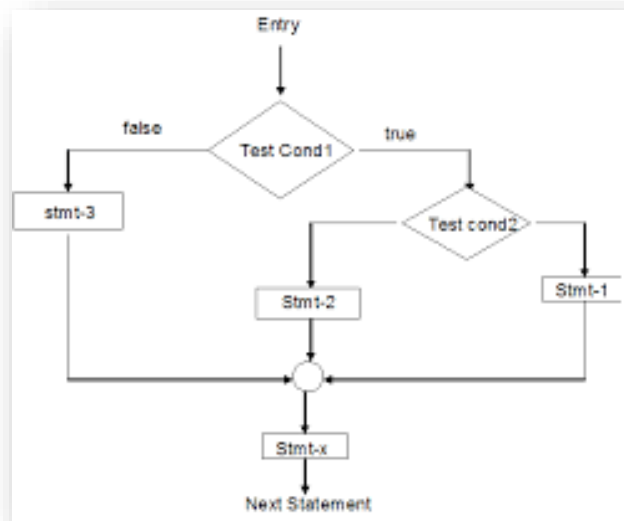 Entry
false
true
Test Cond1
stmt-3
Test cond2
Stmt-2
Stmt-1
Stmt-x
Next Statement